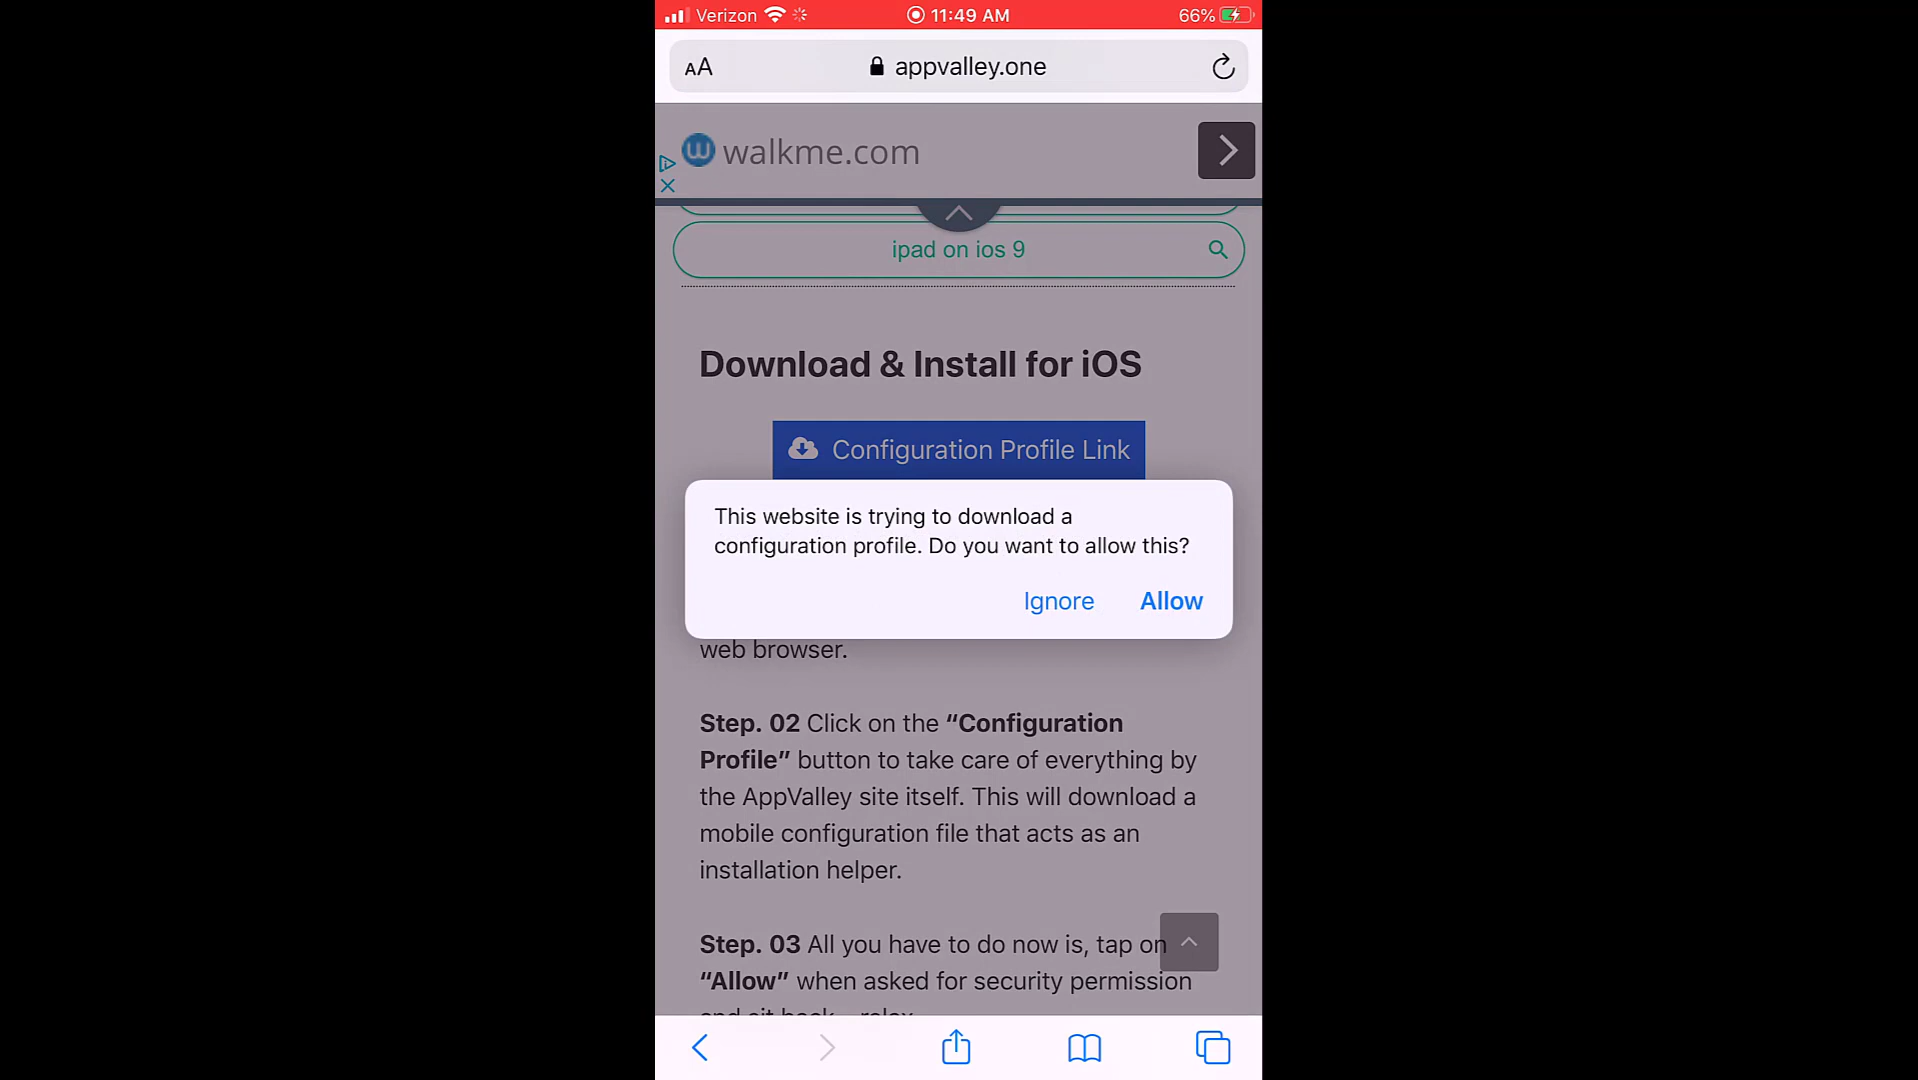 Verizon 11:49 AM 66%
AA appvalley.one
walkme.com
ipad on ios 9
Download & Install for iOS
Configuration Profile Link
This website is trying to download a
configuration profile. Do you want to allow this?
Ignore Allow
web browser.
Step. 02 Click on the “Configuration
Profile” button to take care of everything by
the AppValley site itself. This will download a
mobile configuration file that acts as an
installation helper.
Step. 03 All you have to do now is, tap on
“Allow” when asked for security permission
and sit back relax